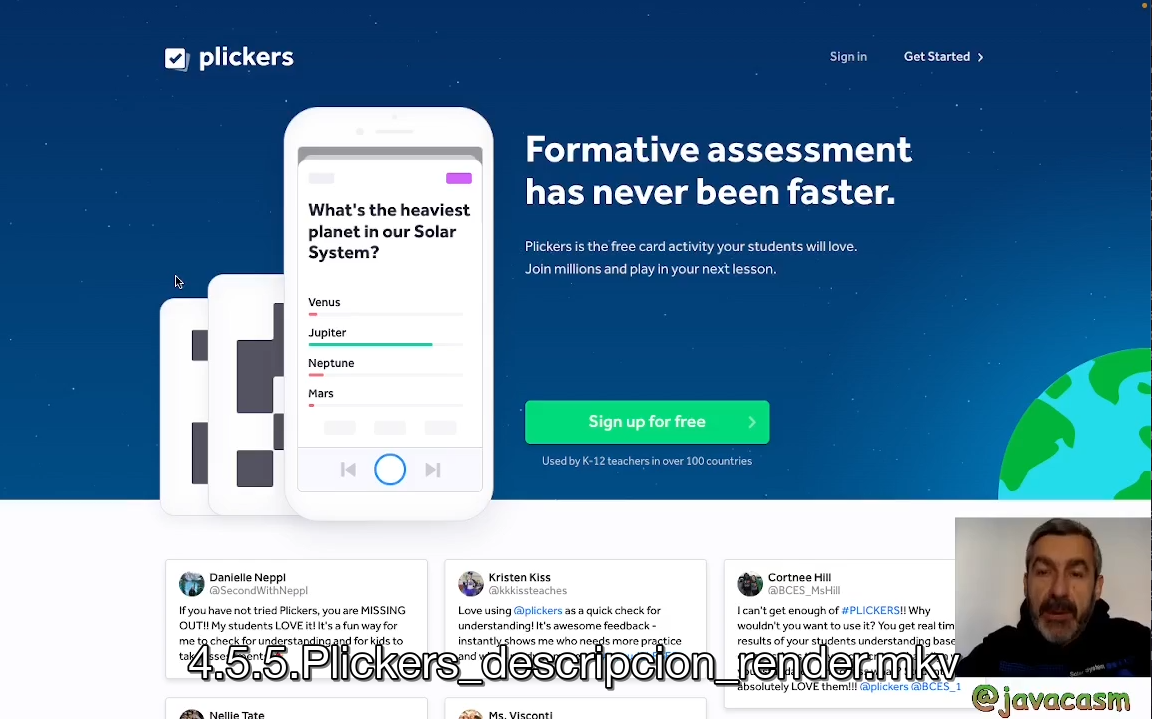 plickers
Sign in
Get Started
What's the heaviest
planet in our Solar
System?
Venus
Jupiter
Neptune
Mars
Formative assessment
has never been faster.
Plickers is the free card activity your students will love.
Join millions and play in your next lesson.
Sign up for free
Used by K-12 teachers in over 100 countries
Danielle Neppl
@SecondWithNeppl
If you have not tried Plickers, you are MISSING
OUT!! My students LOVE it! It's a fun way for
me to check for understanding and for kids to
Kristen Kiss
@kkkissteaches
Love using @plickers as a quick check for
understanding! It's awesome feedback -
instantly shows me who needs more practice
Cortnee Hill
@BCES_MsHill
I can't get enough of #PLICKERS!! Why
wouldn't you want to use it? You get real tim
results of your students understanding base
absolutely LOVE them!!! @plickers @BCES_1
4.5.5.Plickers_descripcion_render.mkv
@javacasm
Nellie Tate
Ms. Visconti